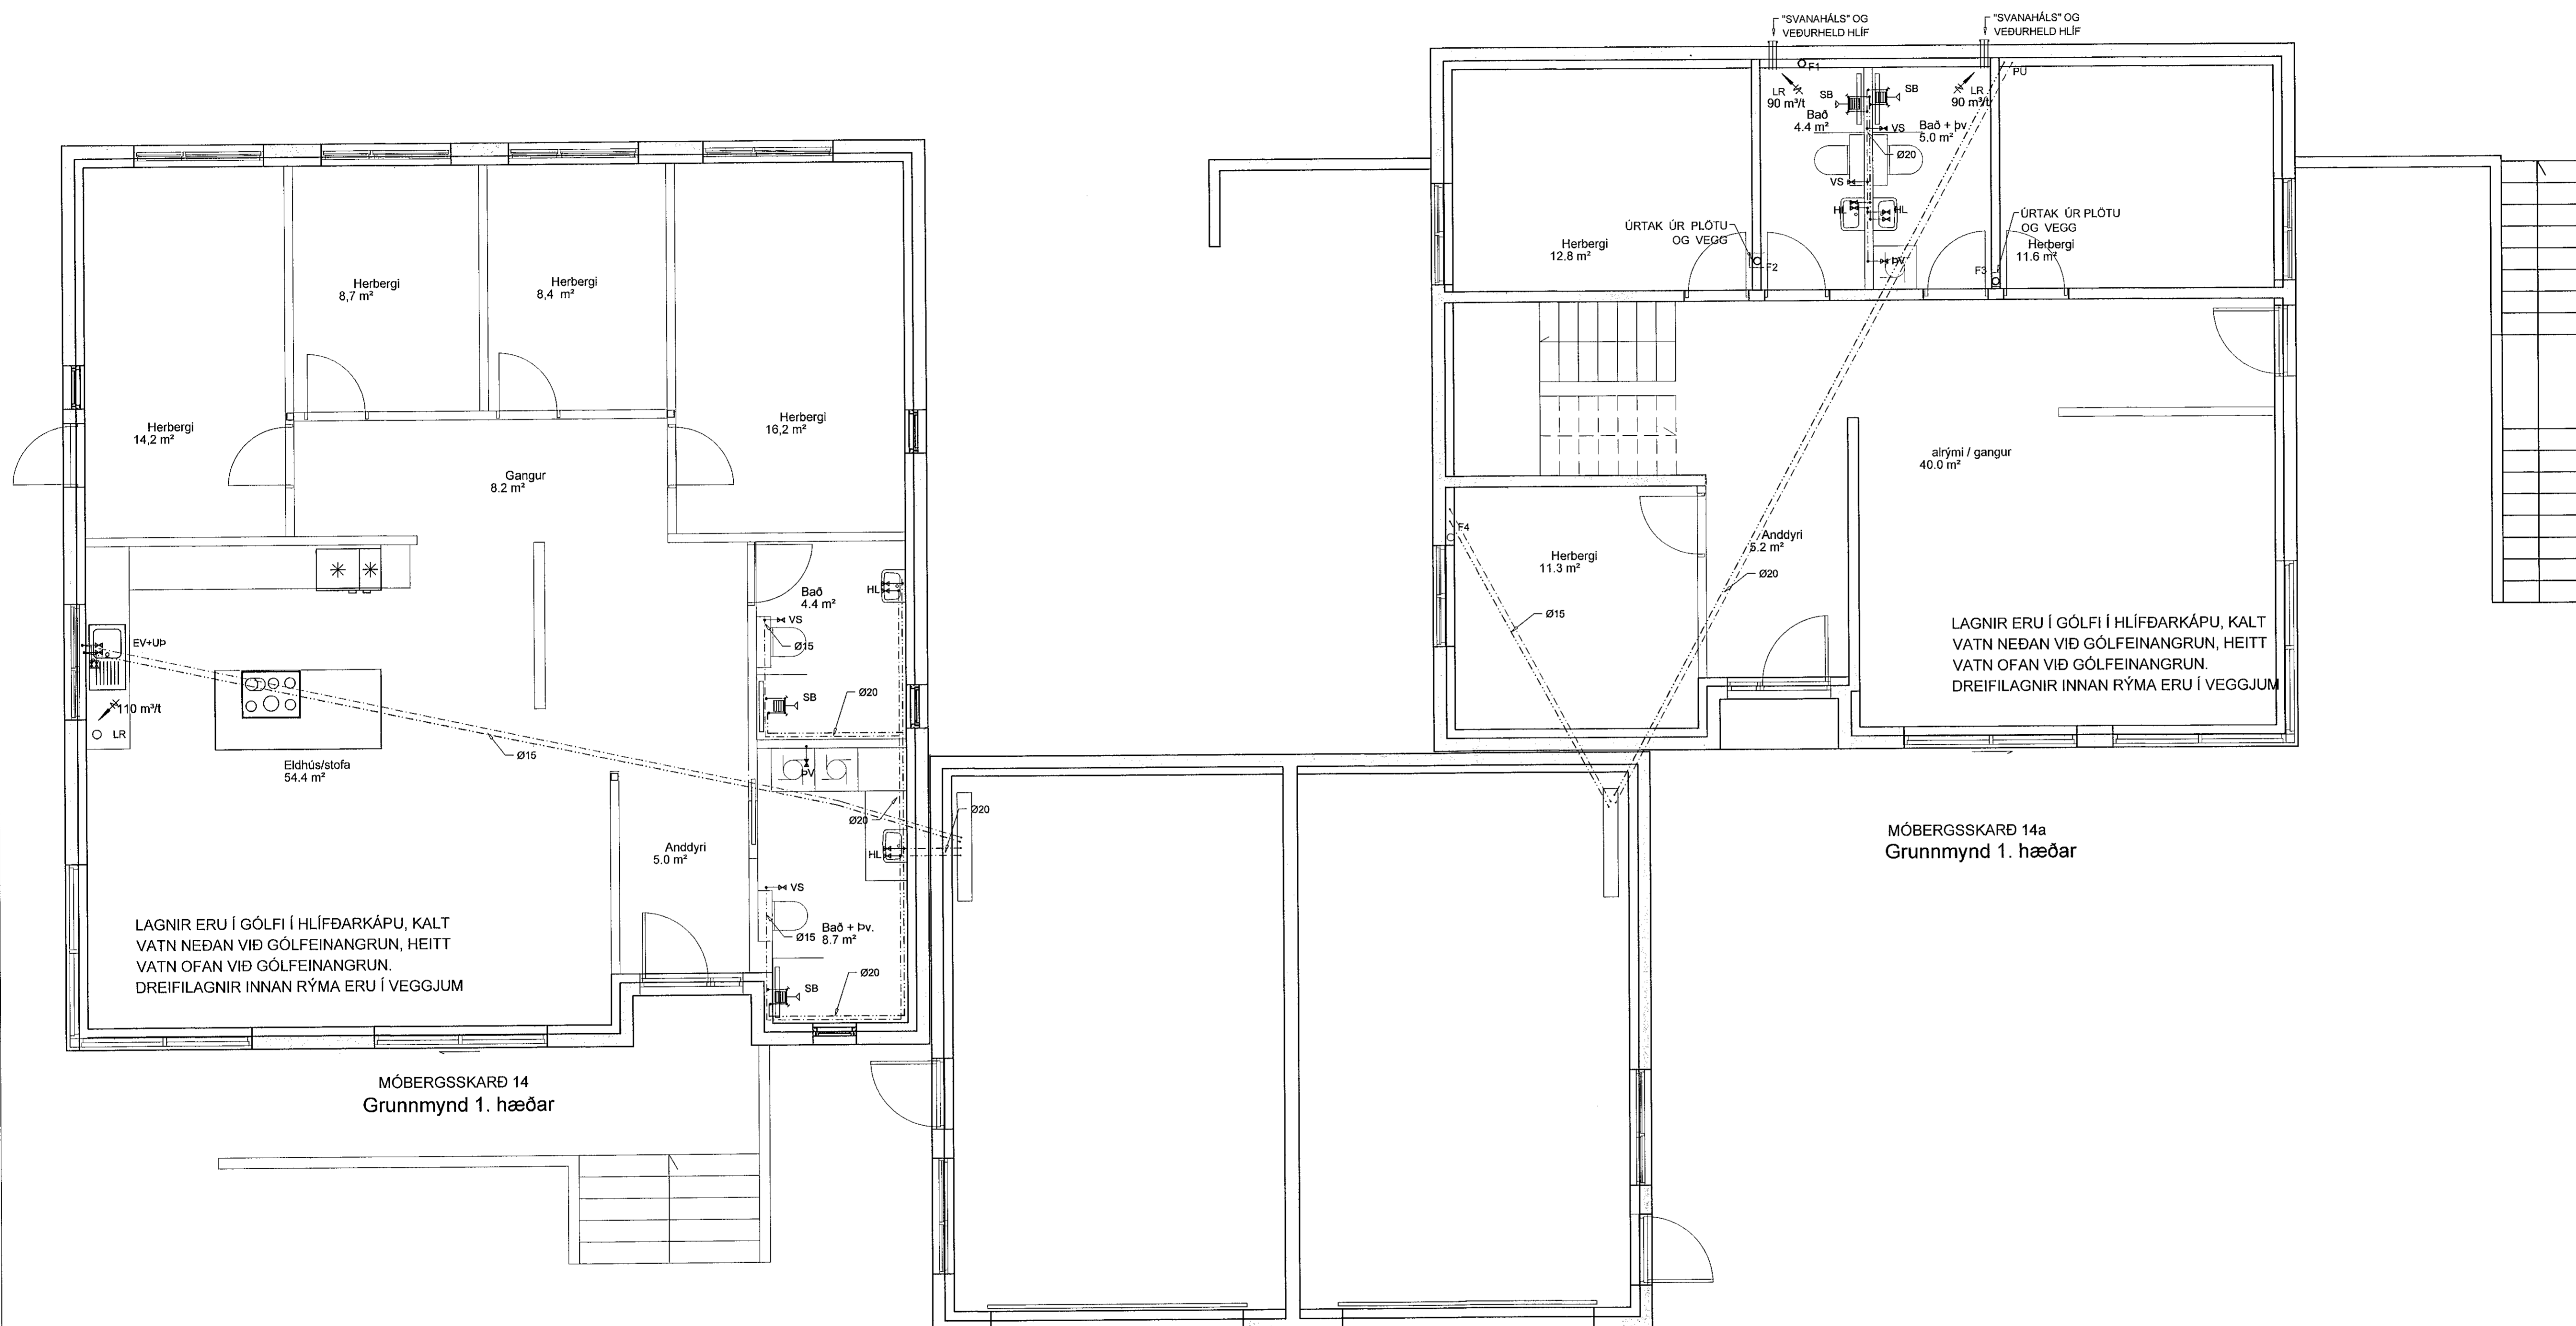 "SVANAHÁLS" OG
VEÐURHELD HLÍF
"SVANAHÁLS" OG
VEÐURHELD HLÍF
F1
PU
LR
90 m³/t
SB
SB
LR
90 m³/t
Bað
4.4 m²
VS
Bað + þv
5.0 m²
Ø20
VS
HL
HL
ÚRTAK ÚR PLÖTU
OG VEGG
ÚRTAK ÚR PLÖTU
OG VEGG
Herbergi
12.8 m²
Herbergi
11.6 m²
F2
ÞV
F3
alrými / gangur
40.0 m²
F4
Anddyri
5.2 m²
Herbergi
11.3 m²
Ø20
Ø15
LAGNIR ERU Í GÓLFI Í HLÍFÐARKÁPU, KALT
VATN NEÐAN VIÐ GÓLFEINANGRUN, HEITT
VATN OFAN VIÐ GÓLFEINANGRUN.
DREIFILAGNIR INNAN RÝMA ERU Í VEGGJUM
MÓBERGSSKARÐ 14a
Grunnmynd 1. hæðar
Herbergi
8,7 m²
Herbergi
8,4 m²
Herbergi
14,2 m²
Herbergi
16,2 m²
Gangur
8.2 m²
Bað
4.4 m²
HL
VS
Ø15
EV+UÞ
SB
Ø20
110 m³/t
LR
Ø15
Eldhús/stofa
54.4 m²
ÞV
Ø20
Ø20
HL
Anddyri
5.0 m²
VS
Ø15
Bað + Þv.
8.7 m²
SB
Ø20
LAGNIR ERU Í GÓLFI Í HLÍFÐARKÁPU, KALT
VATN NEÐAN VIÐ GÓLFEINANGRUN, HEITT
VATN OFAN VIÐ GÓLFEINANGRUN.
DREIFILAGNIR INNAN RÝMA ERU Í VEGGJUM
MÓBERGSSKARÐ 14
Grunnmynd 1. hæðar